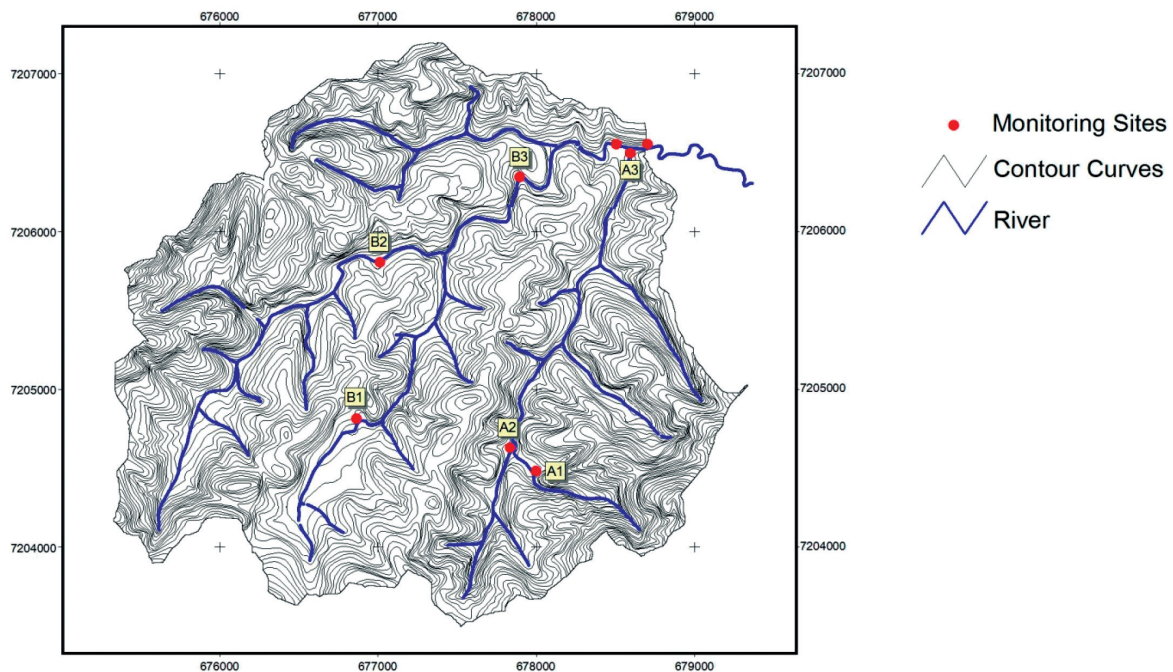 676000 677000 678000 679000
7207000 7207000
Monitoring Sites
Contour Curves
River
B3
A3
7206000 7206000
B2
7205000 7205000
B1
A2
A1
7204000 7204000
676000 677000 678000 679000